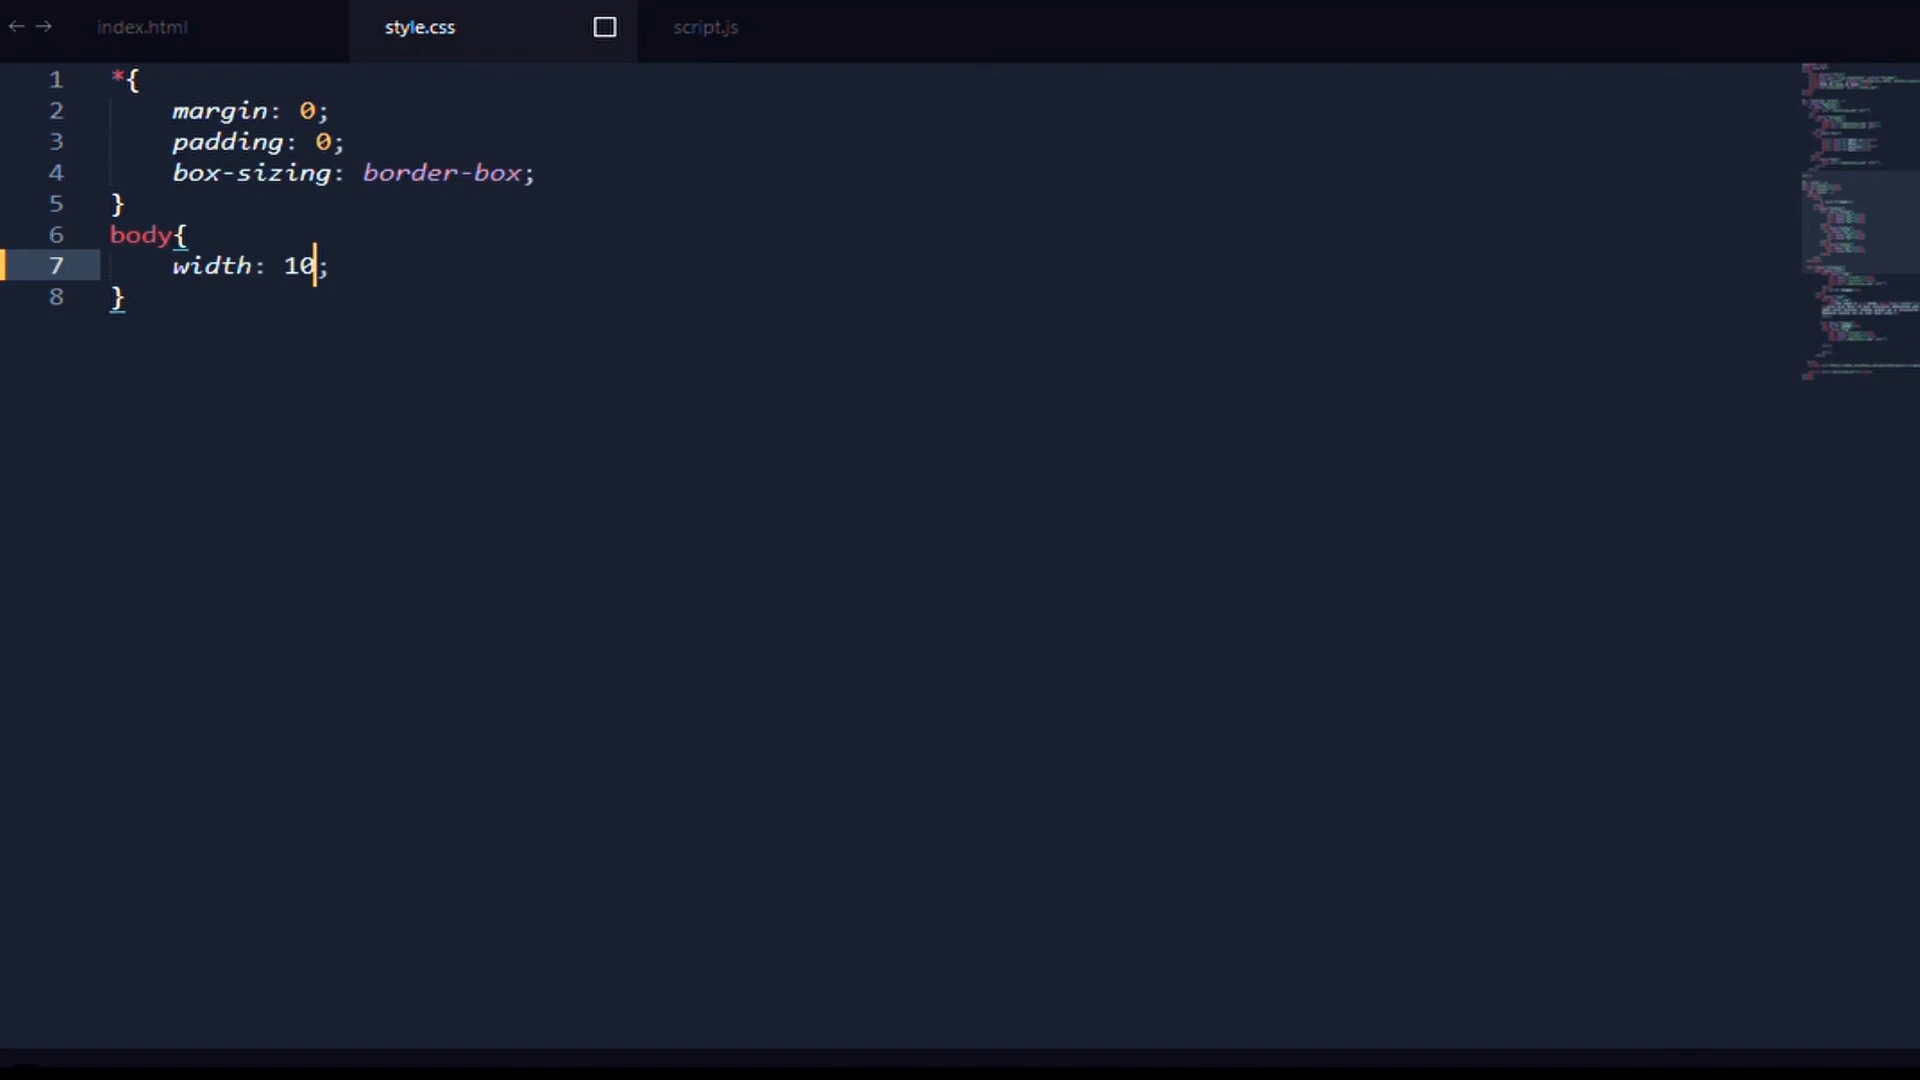 ← → index.html style.css script.js
1 *{
2 margin: 0;
3 padding: 0;
4 box-sizing: border-box;
5 }
6 body{
7 width: 10;
8 }